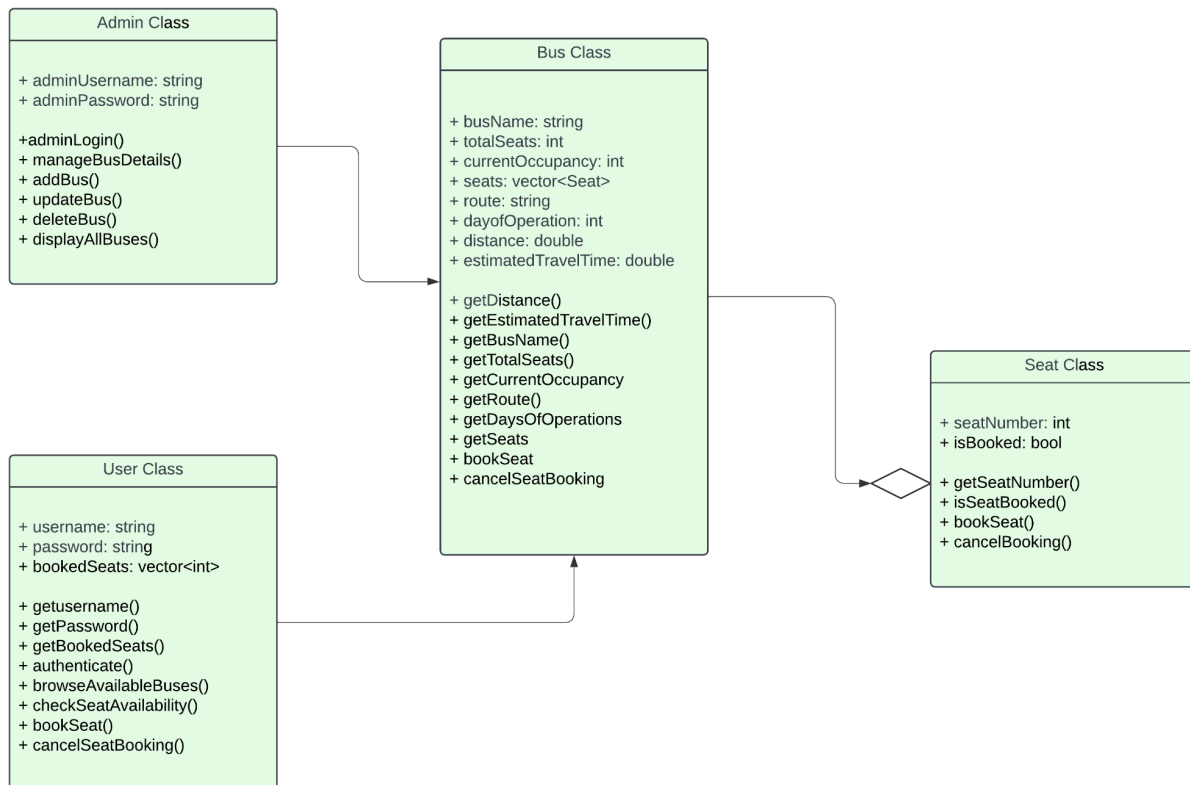 Admin Class
+ adminUsername: string
+ adminPassword: string
+adminLogin()
+ manageBusDetails()
+ addBus()
+ updateBus()
+ deleteBus()
+ displayAllBuses()
Bus Class
+ busName: string
+ totalSeats: int
+ currentOccupancy: int
+ seats: vector<Seat>
+ route: string
+ dayofOperation: int
+ distance: double
+ estimatedTravelTime: double
+ getDistance()
+ getEstimatedTravelTime()
+ getBusName()
+ getTotalSeats()
+ getCurrentOccupancy
+ getRoute()
+ getDaysOfOperations
+ getSeats
+ bookSeat
+ cancelSeatBooking
Seat Class
+ seatNumber: int
+ isBooked: bool
+ getSeatNumber()
+ isSeatBooked()
+ bookSeat()
+ cancelBooking()
User Class
+ username: string
+ password: string
+ bookedSeats: vector<int>
+ getusername()
+ getPassword()
+ getBookedSeats()
+ authenticate()
+ browseAvailableBuses()
+ checkSeatAvailability()
+ bookSeat()
+ cancelSeatBooking()